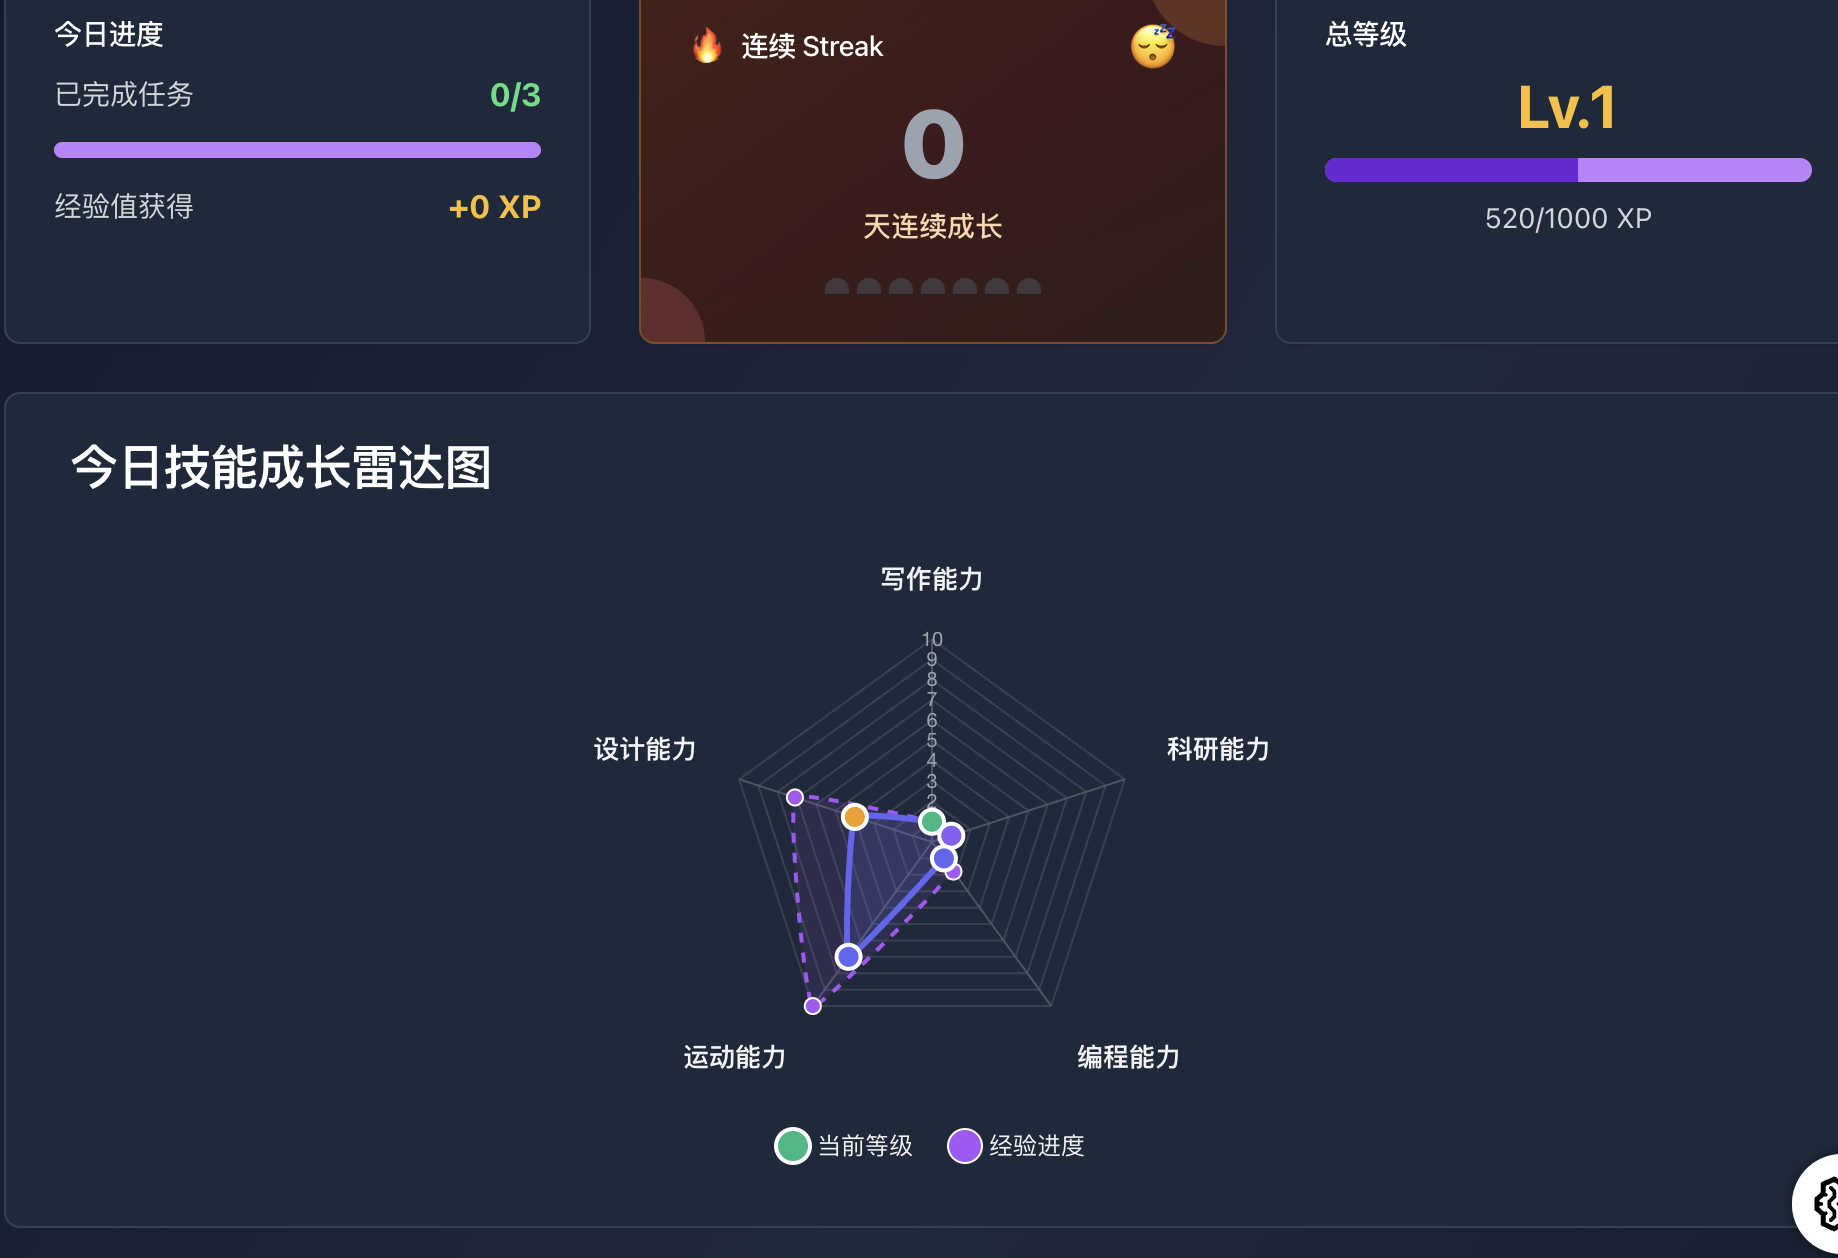 今日进度
已完成任务 0/3
经验值获得 +0 XP
🔥 连续 Streak 😴
0
天连续成长
总等级
Lv.1
520/1000 XP
今日技能成长雷达图
写作能力
10
9
8
7
6
5
4
3
2
设计能力
科研能力
运动能力
编程能力
当前等级 经验进度